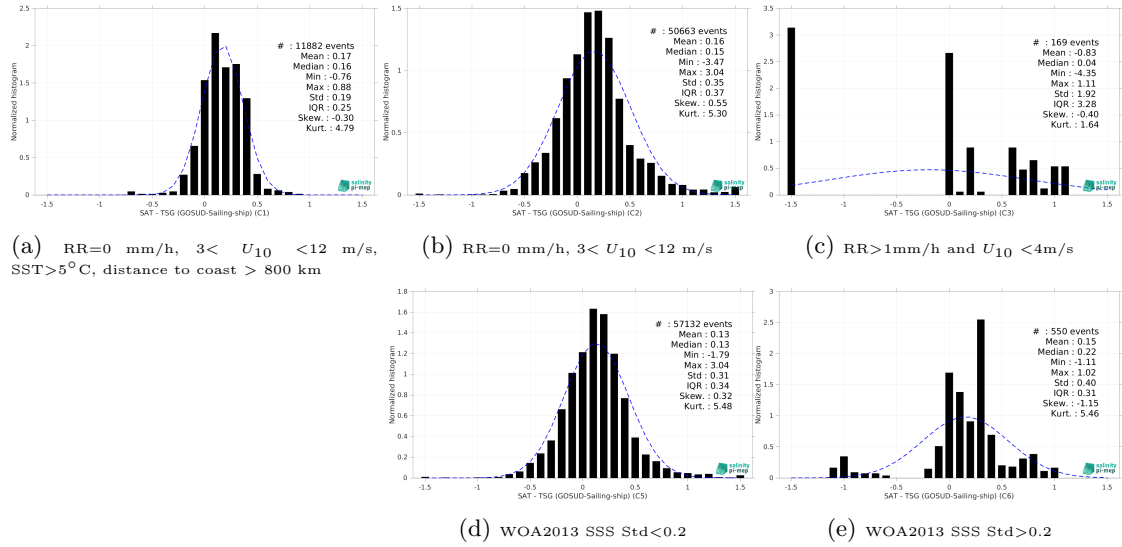 2.5
2
1.5
1
0.5
0
-1.5 -1 -0.5 0 0.5 1 1.5
Normalized histogram
SAT - TSG (GOSUD-Sailing-ship) (C1)
# : 11882 events
Mean : 0.17
Median : 0.16
Min : -0.76
Max : 0.88
Std : 0.19
IQR : 0.25
Skew. : -0.30
Kurt. : 4.79
salinity
pi-mep
(a) RR=0 mm/h, 3< U10 <12 m/s,
SST>5°C, distance to coast > 800 km
1.5
1
0.5
0
-1.5 -1 -0.5 0 0.5 1 1.5
Normalized histogram
SAT - TSG (GOSUD-Sailing-ship) (C2)
# : 50663 events
Mean : 0.16
Median : 0.15
Min : -3.47
Max : 3.04
Std : 0.35
IQR : 0.37
Skew. : 0.55
Kurt. : 5.30
salinity
pi-mep
(b) RR=0 mm/h, 3< U10 <12 m/s
3.5
3
2.5
2
1.5
1
0.5
0
-1.5 -1 -0.5 0 0.5 1 1.5
Normalized histogram
SAT - TSG (GOSUD-Sailing-ship) (C3)
# : 169 events
Mean : -0.83
Median : 0.04
Min : -4.35
Max : 1.11
Std : 1.92
IQR : 3.28
Skew. : -0.40
Kurt. : 1.64
salinity
pi-mep
(c) RR>1mm/h and U10 <4m/s
1.8
1.6
1.4
1.2
1
0.8
0.6
0.4
0.2
0
-1.5 -1 -0.5 0 0.5 1 1.5
Normalized histogram
SAT - TSG (GOSUD-Sailing-ship) (C5)
# : 57132 events
Mean : 0.13
Median : 0.13
Min : -1.79
Max : 3.04
Std : 0.31
IQR : 0.34
Skew. : 0.32
Kurt. : 5.48
salinity
pi-mep
(d) WOA2013 SSS Std<0.2
3
2.5
2
1.5
1
0.5
0
-1.5 -1 -0.5 0 0.5 1 1.5
Normalized histogram
SAT - TSG (GOSUD-Sailing-ship) (C6)
# : 550 events
Mean : 0.15
Median : 0.22
Min : -1.11
Max : 1.02
Std : 0.40
IQR : 0.31
Skew. : -1.15
Kurt. : 5.46
salinity
pi-mep
(e) WOA2013 SSS Std>0.2